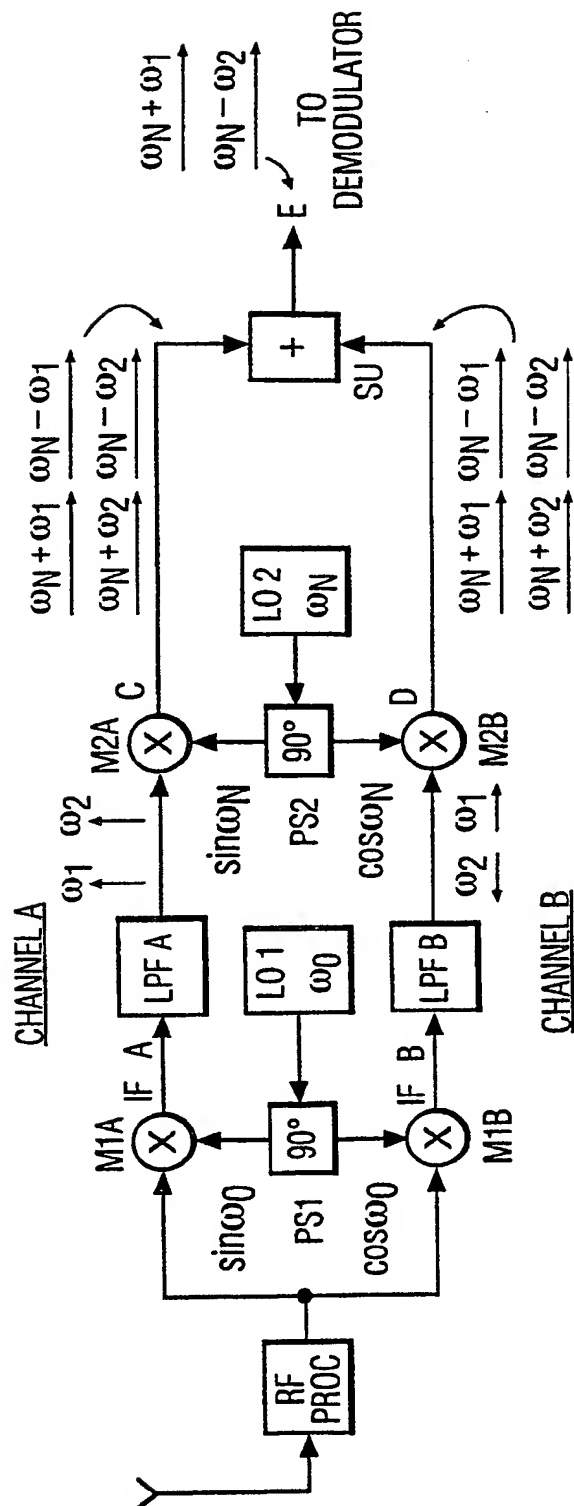 CHANNEL A
RF
PROC
M1A
X
IF A
LPF A
ω1 ω2
M2A
X
C
ωN + ω1 ωN − ω1
ωN + ω2 ωN − ω2
sinω0
90°
PS1
cosω0
LO 1
ω0
sinωN
90°
PS2
cosωN
LO 2
ωN
+
SU
E
ωN + ω1
ωN − ω2
TO
DEMODULATOR
X
M1B
IF B
LPF B
ω2 ω1
X
M2B
D
ωN + ω1 ωN − ω1
ωN + ω2 ωN − ω2
CHANNEL B